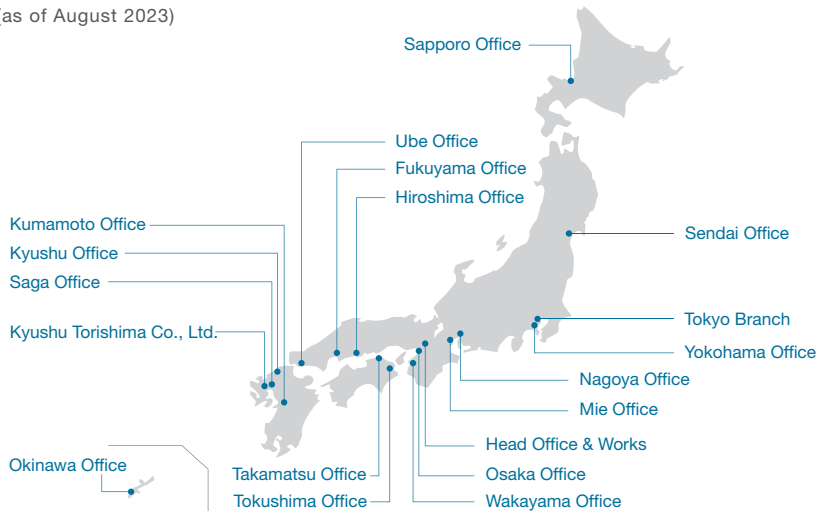 (as of August 2023)
Sapporo Office
Ube Office
Fukuyama Office
Hiroshima Office
Kumamoto Office
Kyushu Office
Saga Office
Kyushu Torishima Co., Ltd.
Sendai Office
Tokyo Branch
Yokohama Office
Nagoya Office
Mie Office
Head Office & Works
Okinawa Office
Takamatsu Office
Osaka Office
Tokushima Office
Wakayama Office